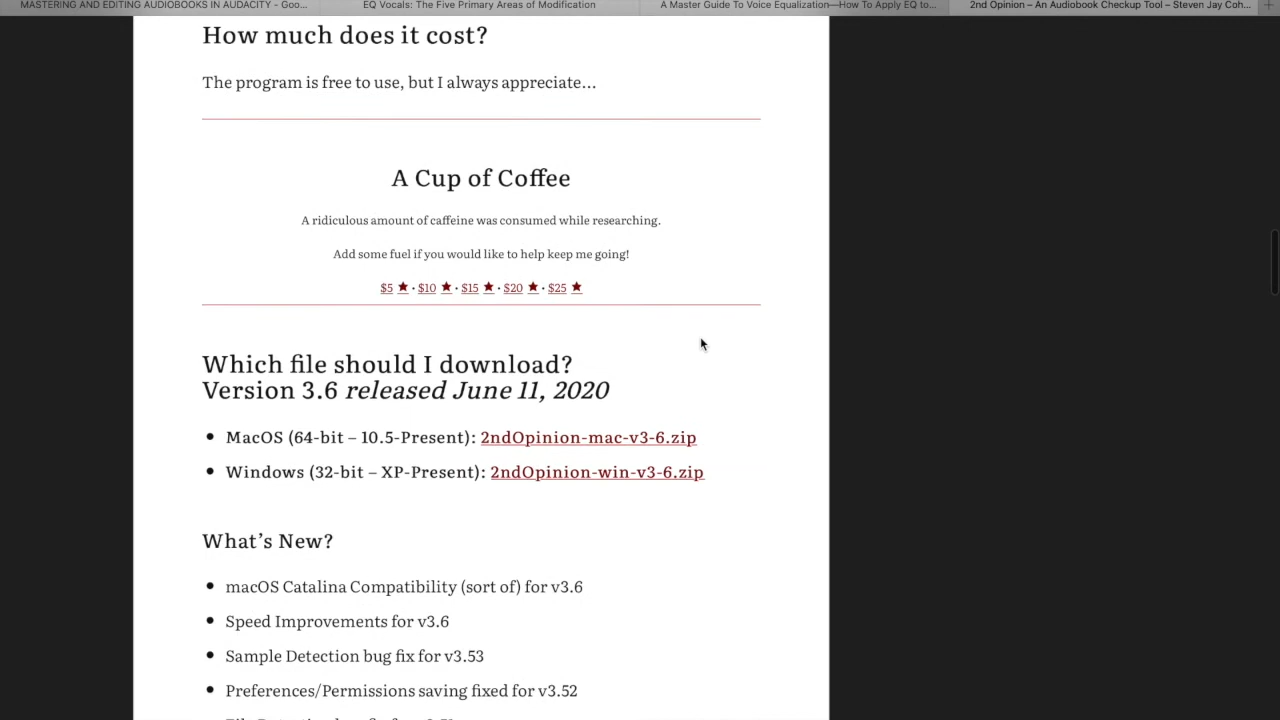 MASTERING AND EDITING AUDIOBOOKS IN AUDACITY - Goo...
EQ Vocals: The Five Primary Areas of Modification
A Master Guide To Voice Equalization—How To Apply EQ to...
2nd Opinion – An Audiobook Checkup Tool – Steven Jay Coh...
How much does it cost?
The program is free to use, but I always appreciate…
A Cup of Coffee
A ridiculous amount of caffeine was consumed while researching.
Add some fuel if you would like to help keep me going!
$5 ★ · $10 ★ · $15 ★ · $20 ★ · $25 ★
Which file should I download?
Version 3.6 released June 11, 2020
• MacOS (64-bit – 10.5-Present): 2ndOpinion-mac-v3-6.zip
• Windows (32-bit – XP-Present): 2ndOpinion-win-v3-6.zip
What’s New?
• macOS Catalina Compatibility (sort of) for v3.6
• Speed Improvements for v3.6
• Sample Detection bug fix for v3.53
• Preferences/Permissions saving fixed for v3.52